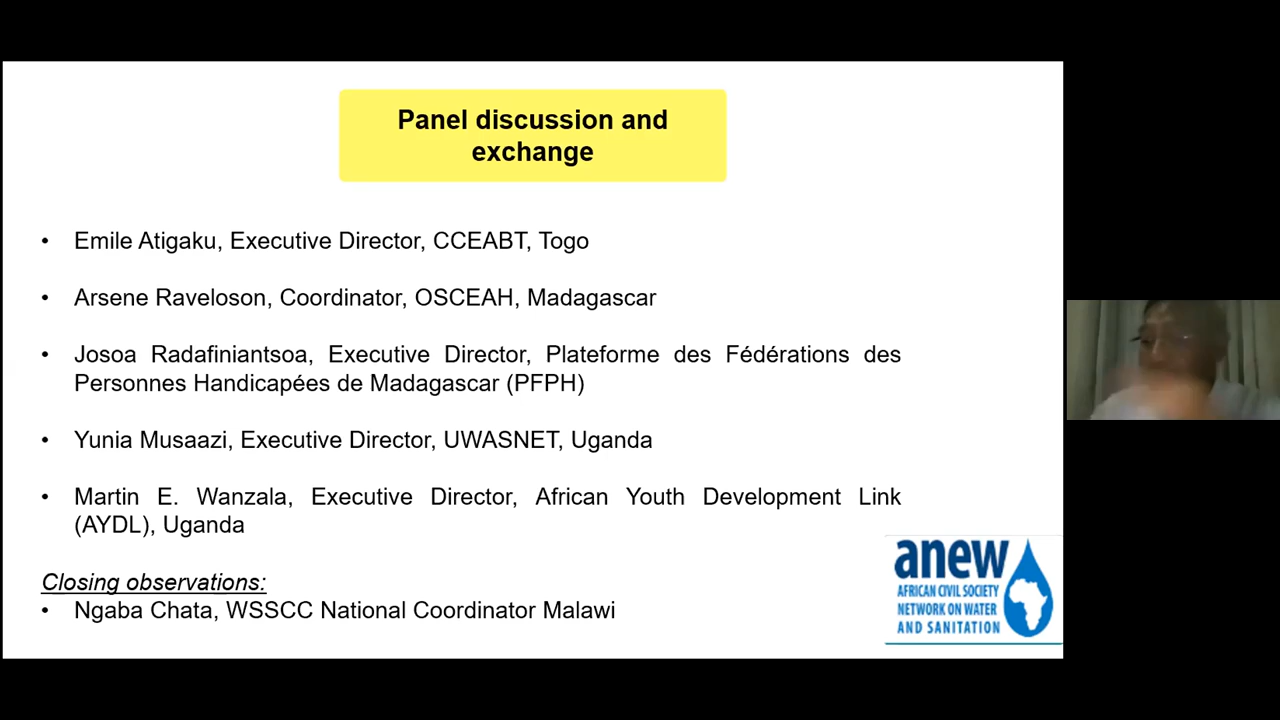 Panel discussion and
exchange
• Emile Atigaku, Executive Director, CCEABT, Togo
• Arsene Raveloson, Coordinator, OSCEAH, Madagascar
• Josoa Radafiniantsoa, Executive Director, Plateforme des Fédérations des
Personnes Handicapées de Madagascar (PFPH)
• Yunia Musaazi, Executive Director, UWASNET, Uganda
• Martin E. Wanzala, Executive Director, African Youth Development Link
(AYDL), Uganda
Closing observations:
• Ngaba Chata, WSSCC National Coordinator Malawi
anew
AFRICAN CIVIL SOCIETY
NETWORK ON WATER
AND SANITATION